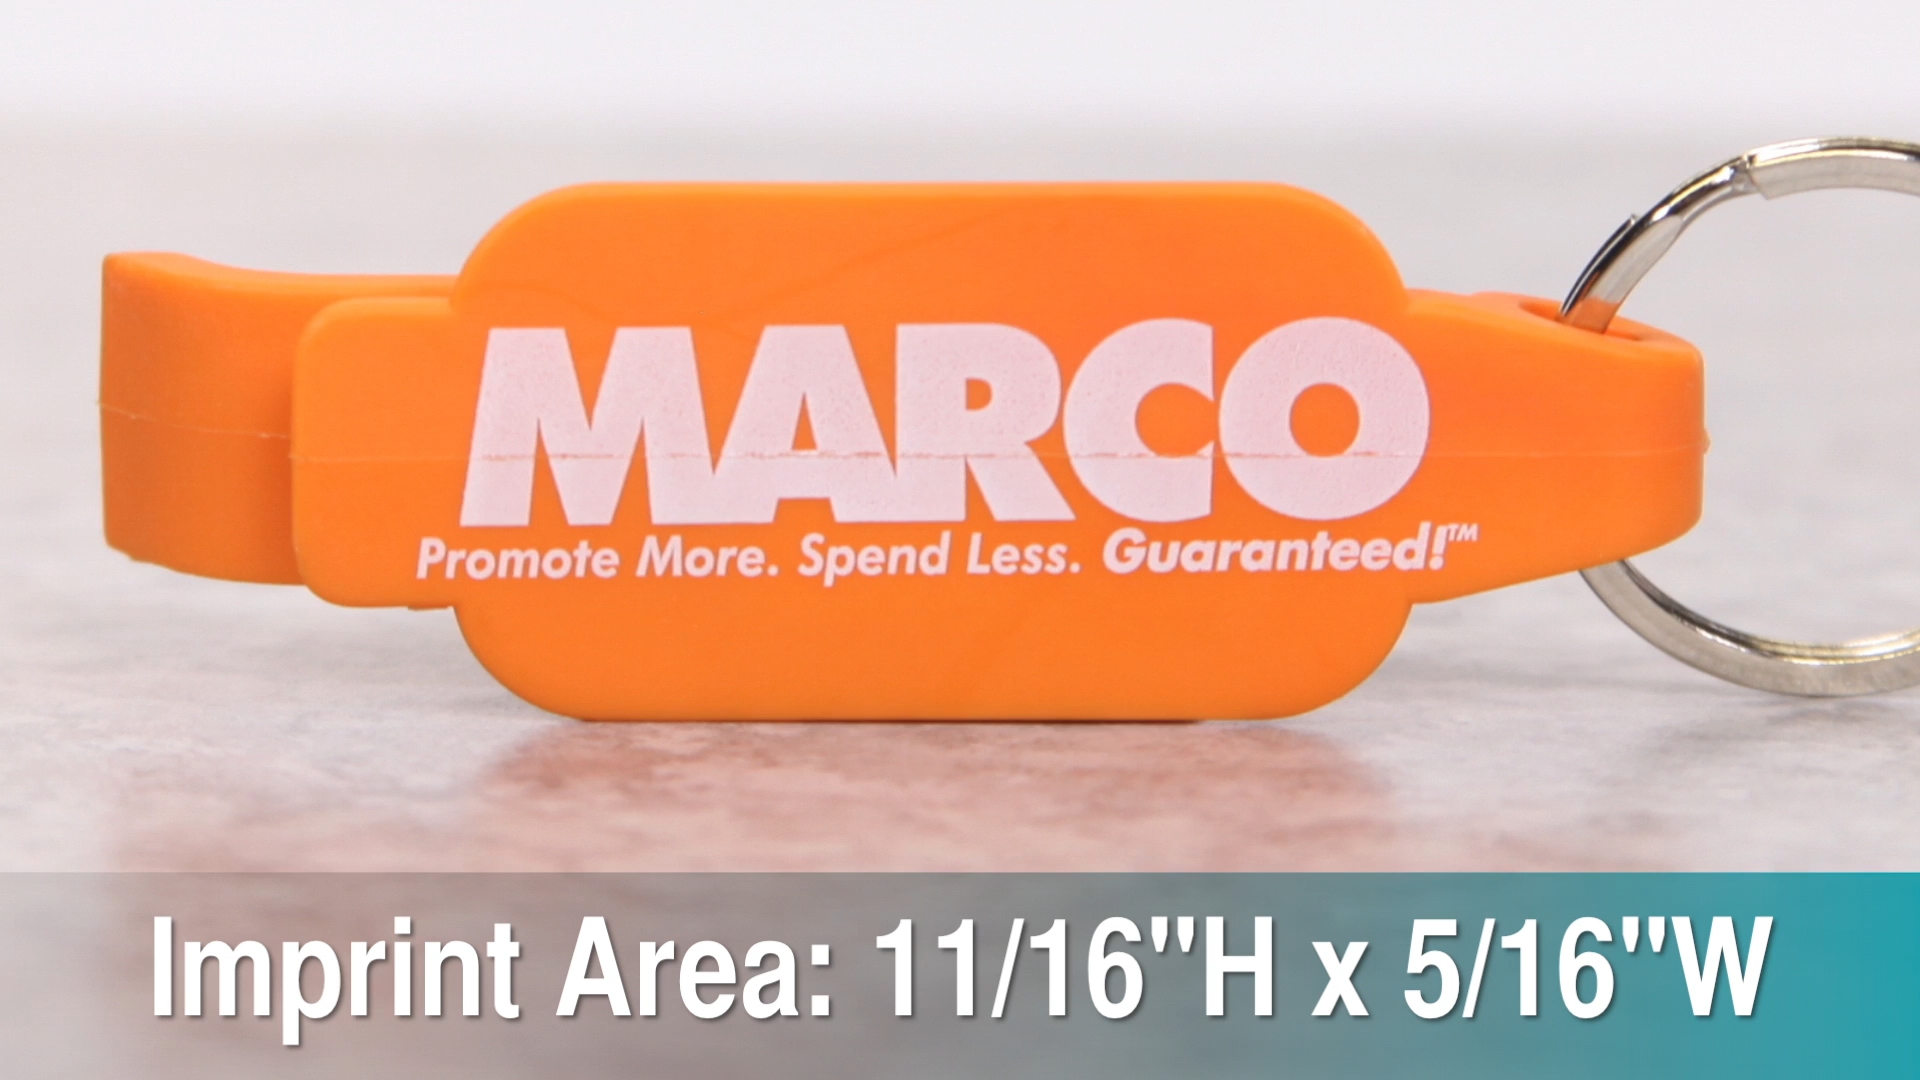 MARCO
Promote More. Spend Less. Guaranteed!™
Imprint Area: 11/16"H x 5/16"W